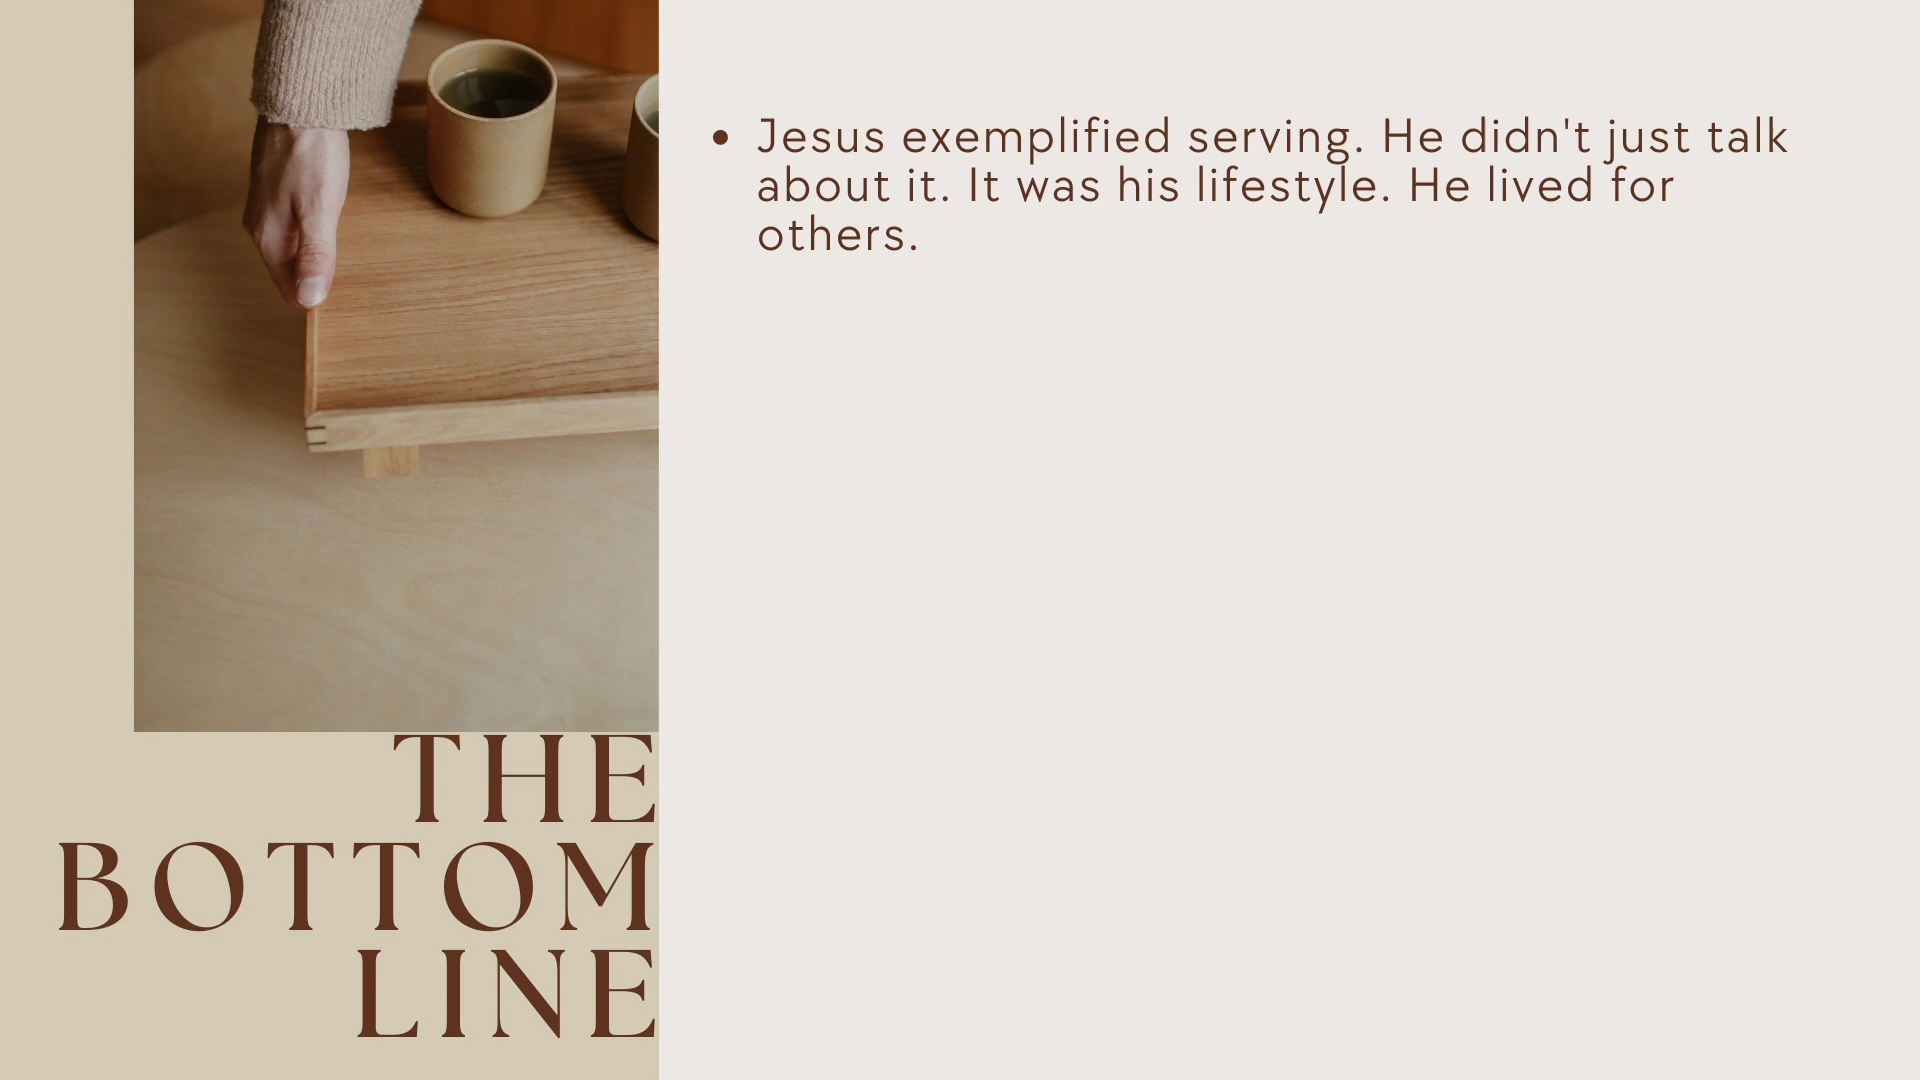 • Jesus exemplified serving. He didn't just talk
about it. It was his lifestyle. He lived for
others.
THE
BOTTOM
LINE